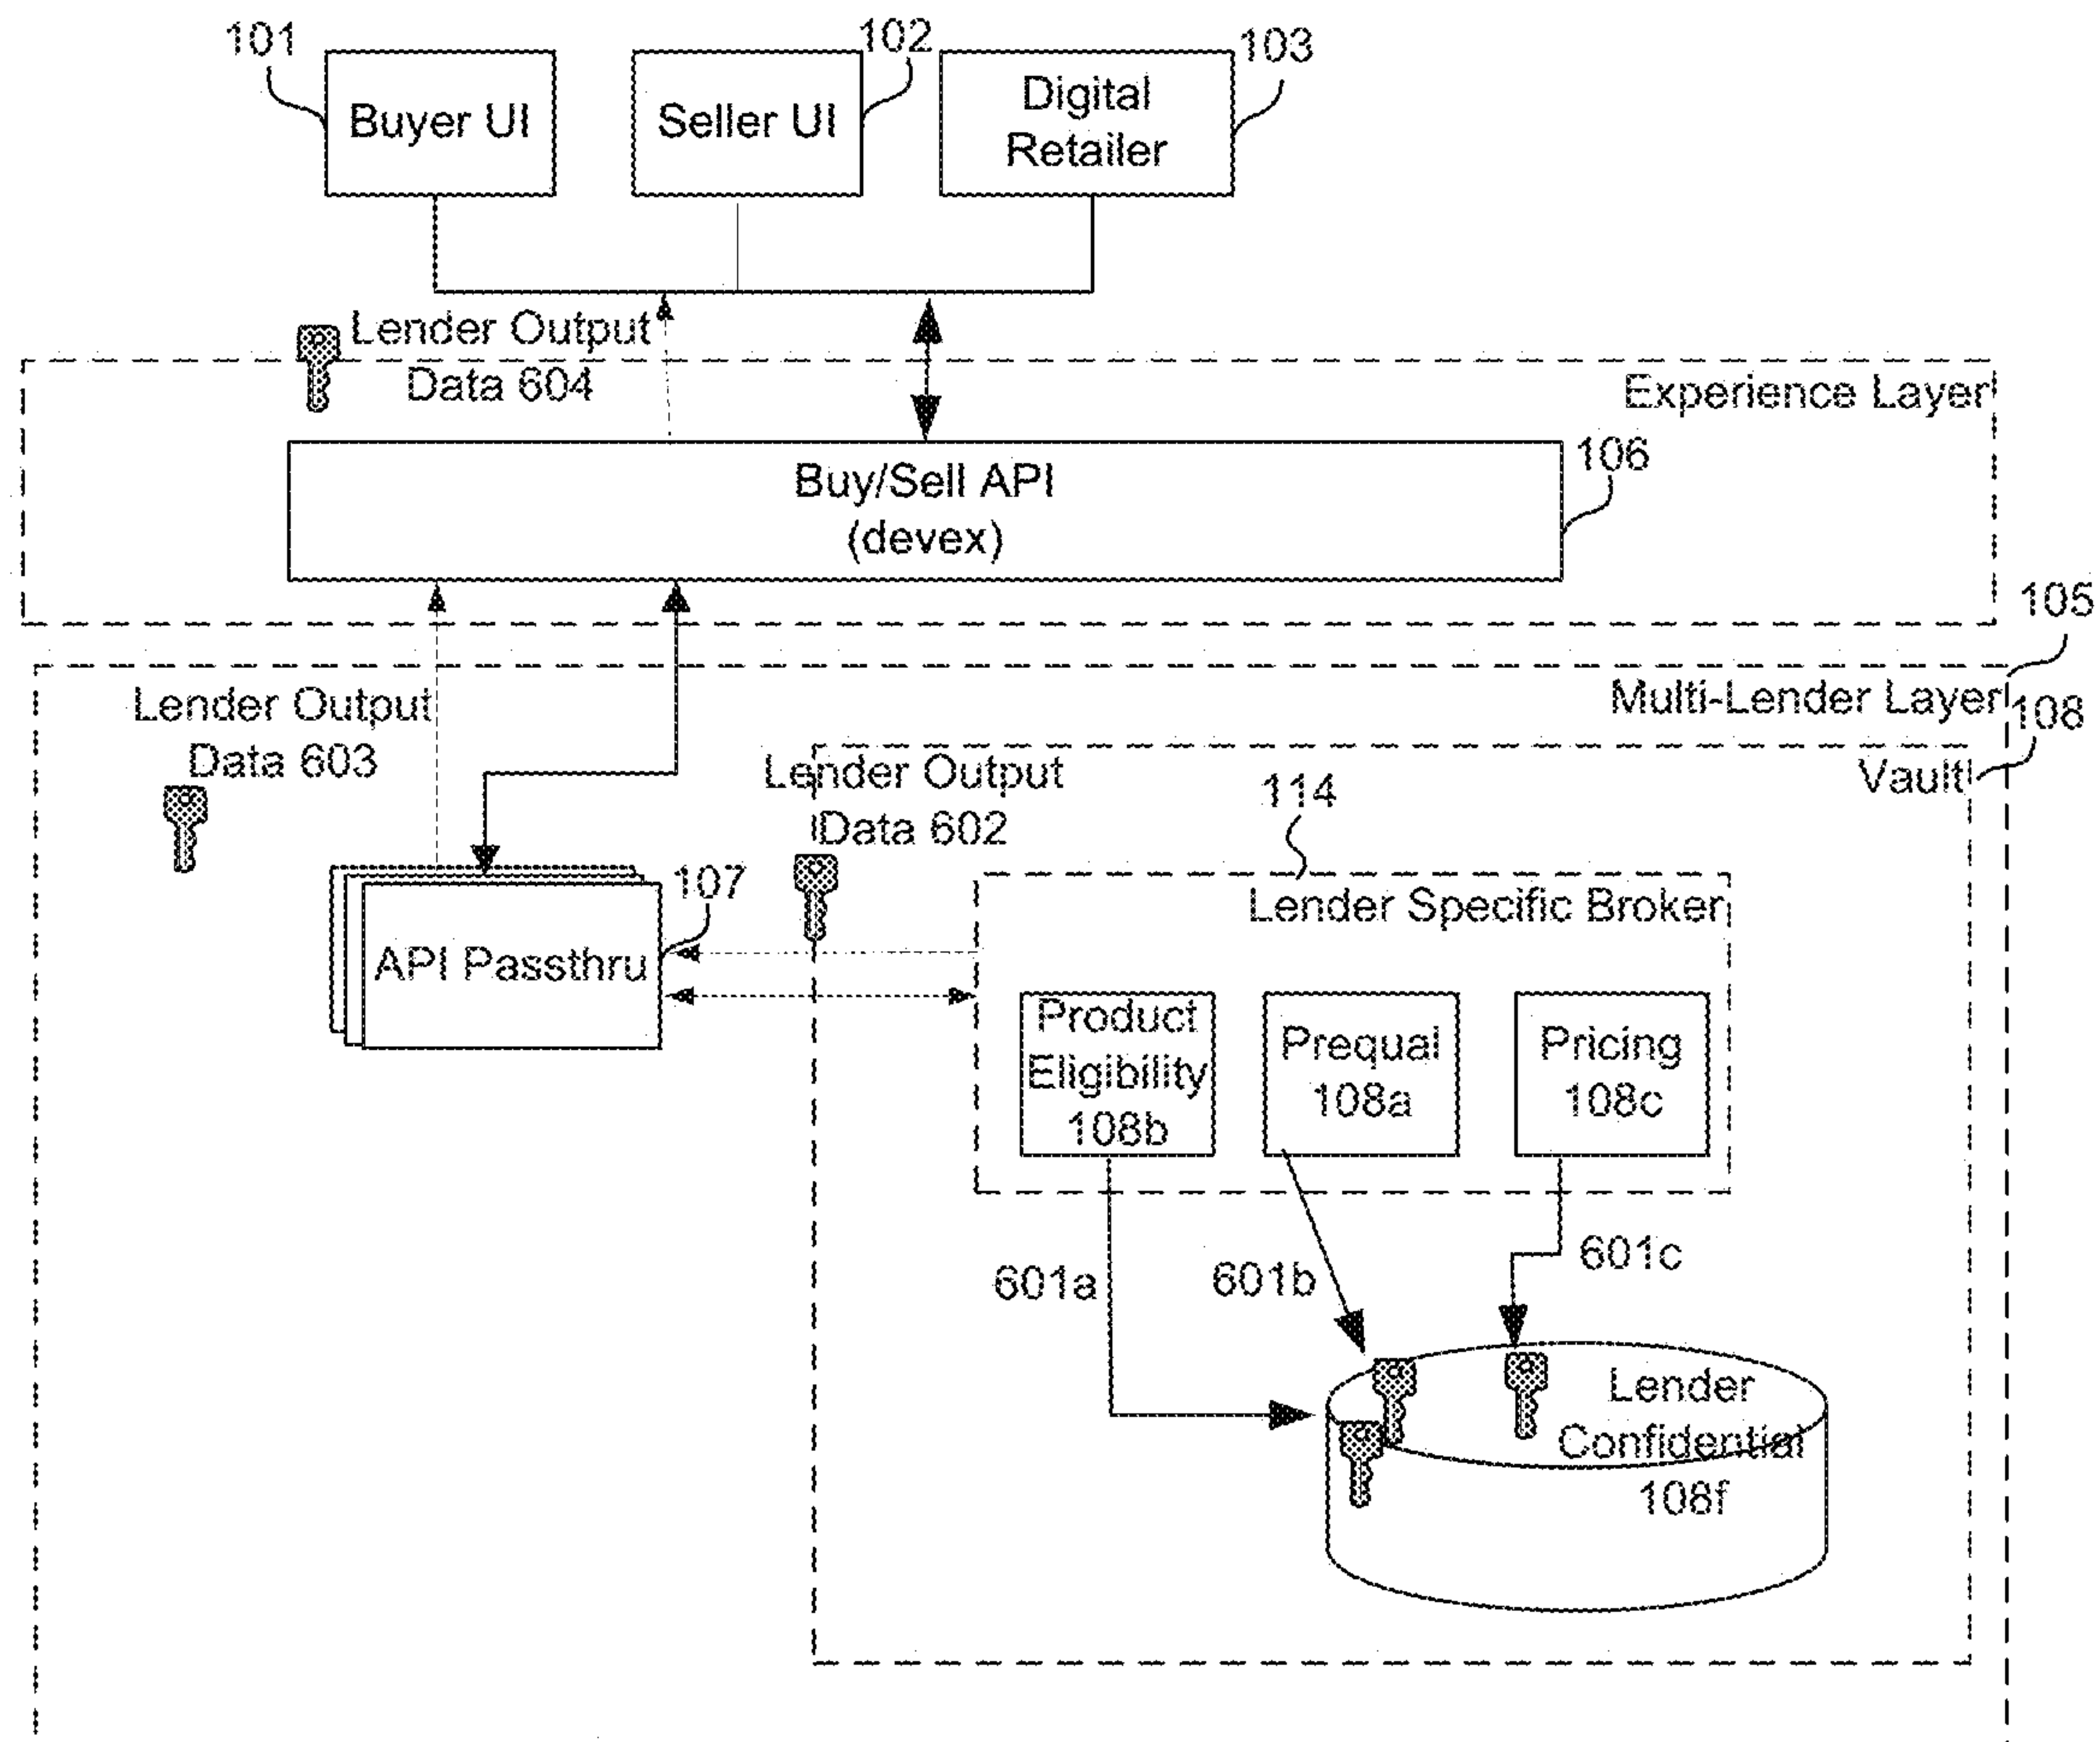 101
Buyer UI
102
Seller UI
103
Digital
Retailer
Lender Output
Data 604
Experience Layer
Buy/Sell API
(devex)
106
105
Multi-Lender Layer
108
Vault
Lender Output
Data 603
Lender Output
Data 602
114
Lender Specific Broker
107
API Passthru
Product
Eligibility
108b
Prequal
108a
Pricing
108c
601a
601b
601c
Lender
Confidential
108f